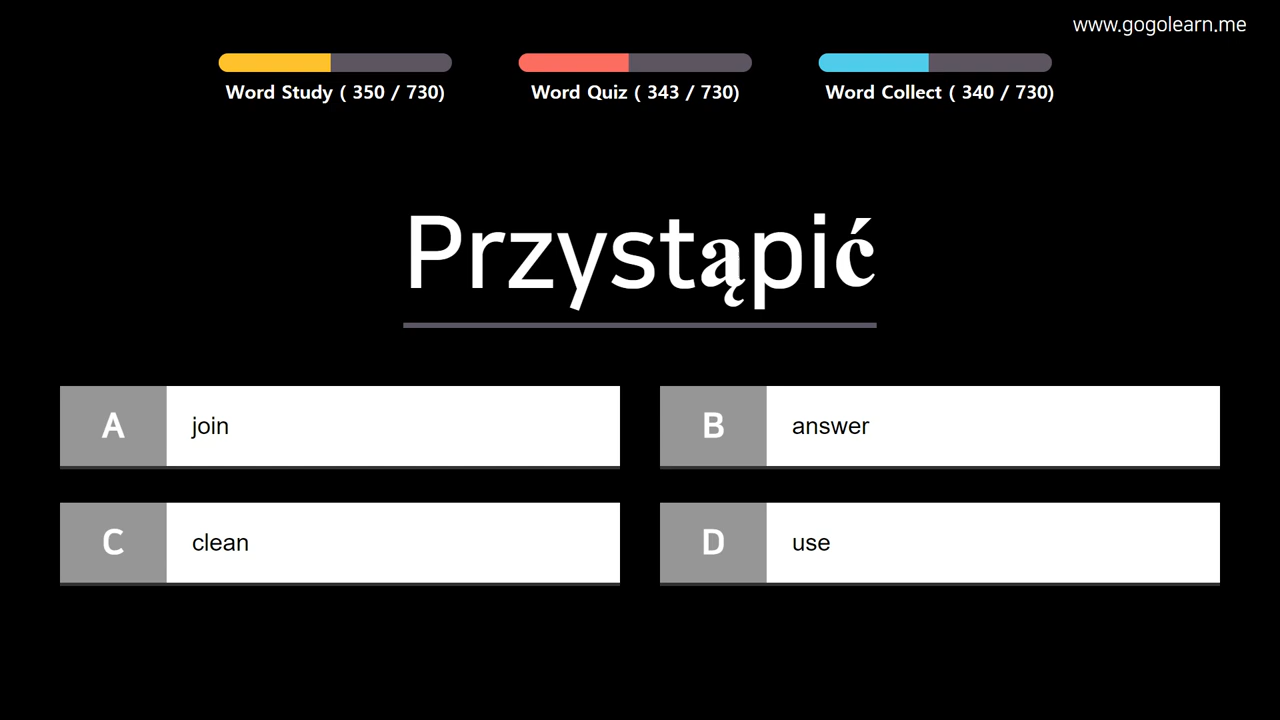 www.gogolearn.me
Word Study ( 350 / 730)
Word Quiz ( 343 / 730)
Word Collect ( 340 / 730)
Przystąpić
A join
B answer
C clean
D use